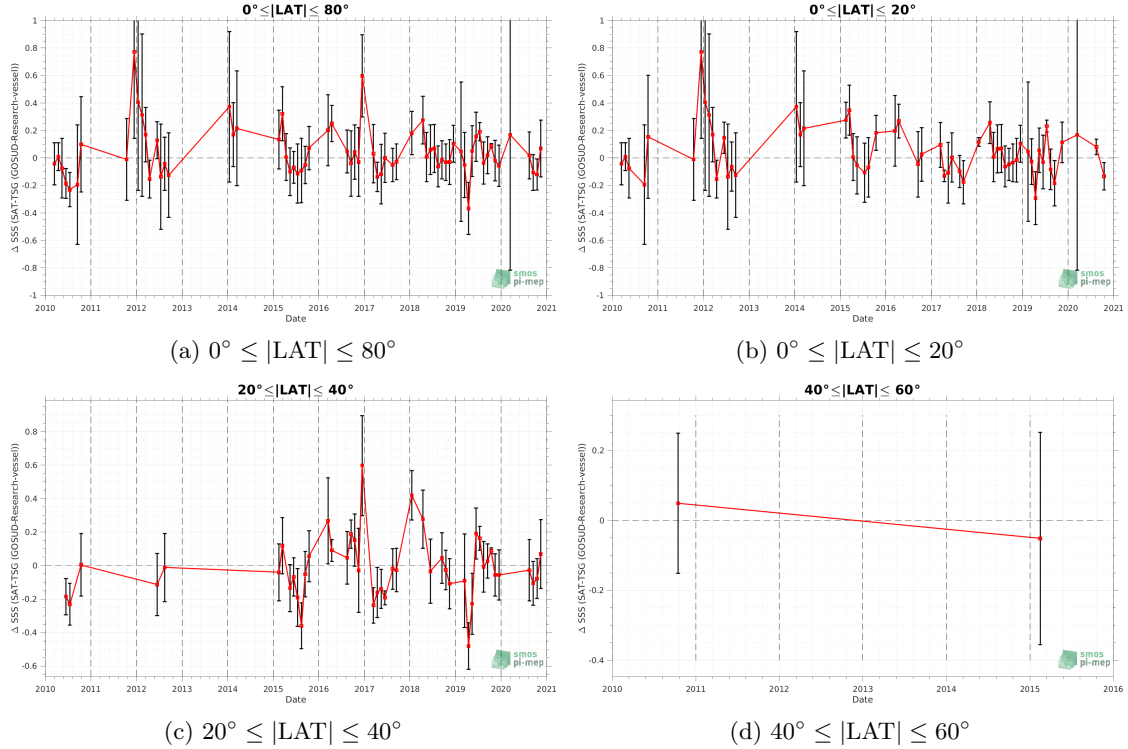 0°≤|LAT|≤ 80°
Δ SSS (SAT-TSG (GOSUD-Research-vessel))
1
0.8
0.6
0.4
0.2
0
-0.2
-0.4
-0.6
-0.8
-1
2010 2011 2012 2013 2014 2015 2016 2017 2018 2019 2020 2021
Date
smos
pi-mep
(a) 0° ≤ |LAT| ≤ 80°
0°≤|LAT|≤ 20°
Δ SSS (SAT-TSG (GOSUD-Research-vessel))
1
0.8
0.6
0.4
0.2
0
-0.2
-0.4
-0.6
-0.8
-1
2010 2011 2012 2013 2014 2015 2016 2017 2018 2019 2020 2021
Date
smos
pi-mep
(b) 0° ≤ |LAT| ≤ 20°
20°≤|LAT|≤ 40°
Δ SSS (SAT-TSG (GOSUD-Research-vessel))
0.8
0.6
0.4
0.2
0
-0.2
-0.4
-0.6
2010 2011 2012 2013 2014 2015 2016 2017 2018 2019 2020 2021
Date
smos
pi-mep
(c) 20° ≤ |LAT| ≤ 40°
40°≤|LAT|≤ 60°
Δ SSS (SAT-TSG (GOSUD-Research-vessel))
0.2
0
-0.2
-0.4
2010 2011 2012 2013 2014 2015 2016
Date
smos
pi-mep
(d) 40° ≤ |LAT| ≤ 60°